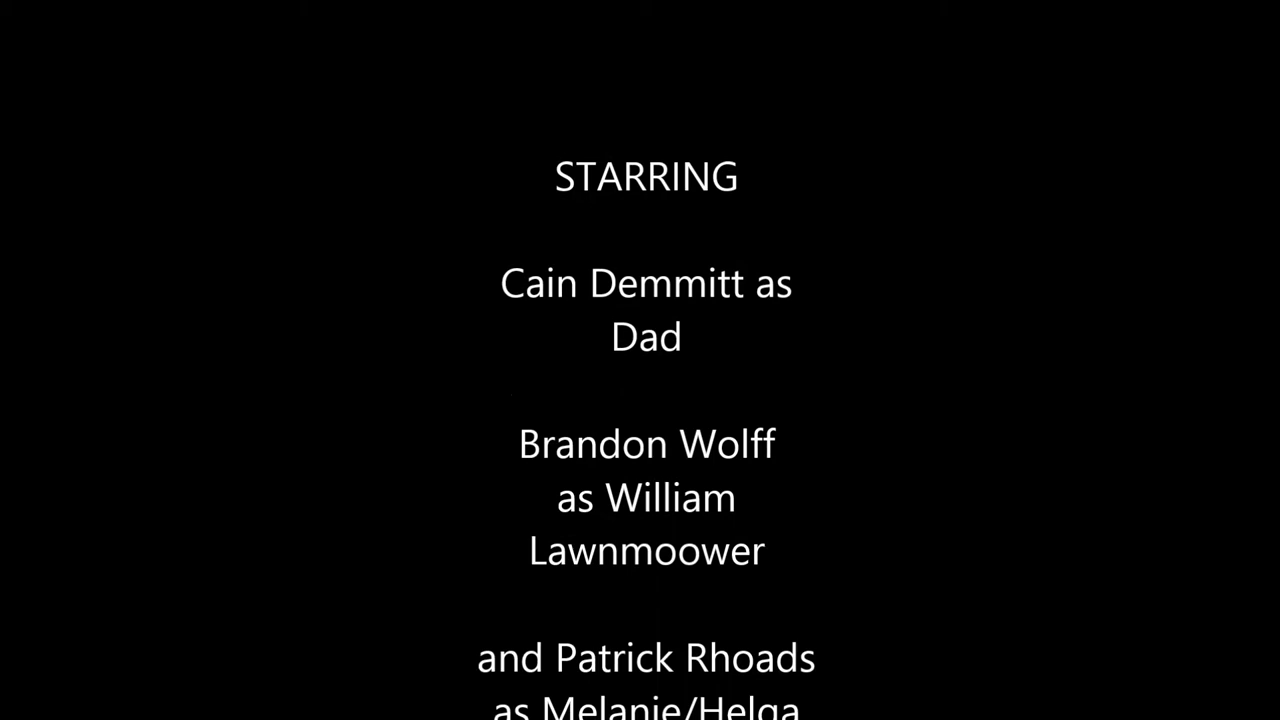 STARRING
Cain Demmitt as
Dad
Brandon Wolff
as William
Lawnmoower
and Patrick Rhoads
as Melanie/Helga